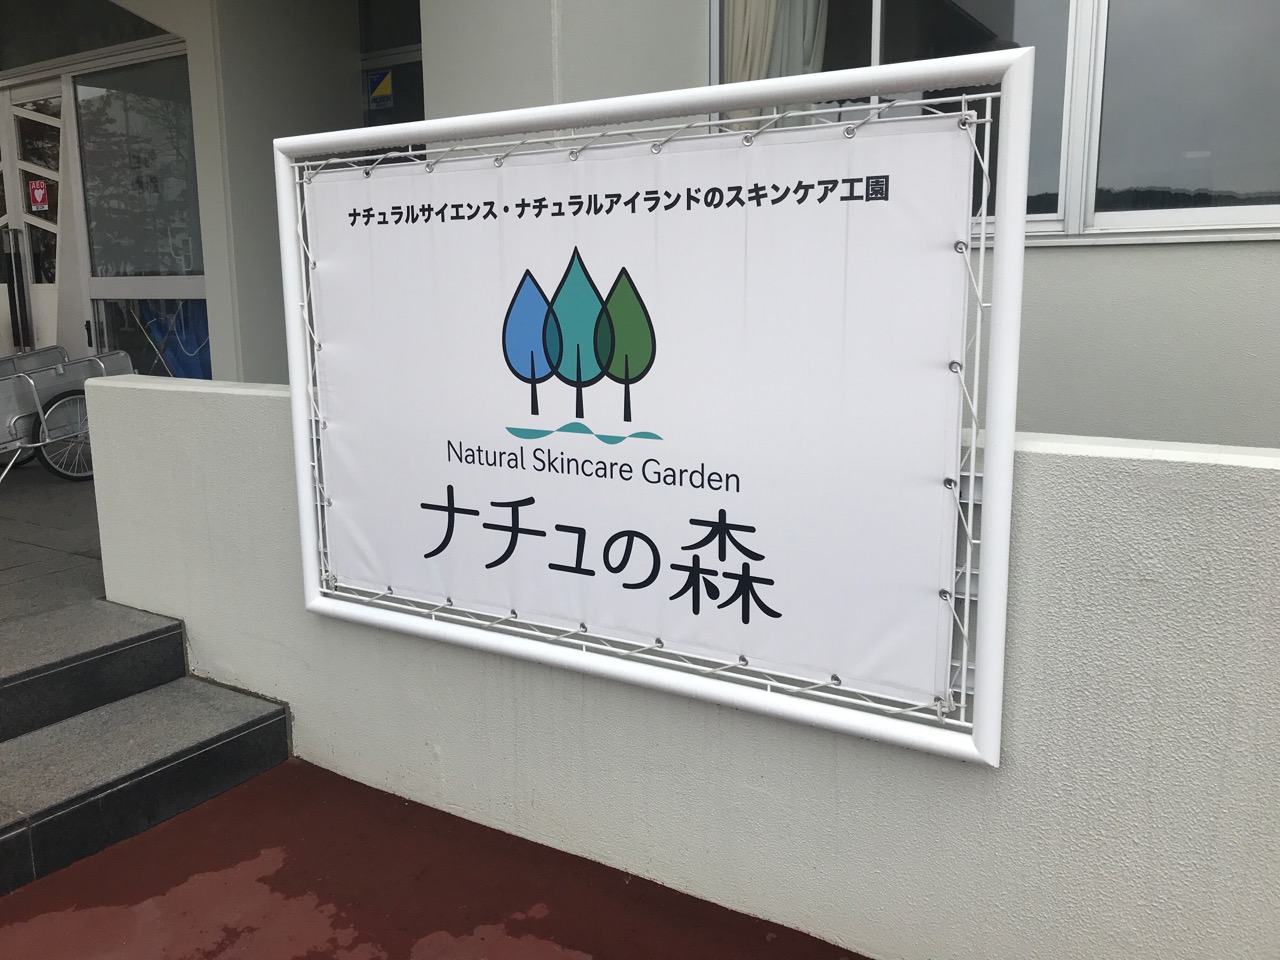 ナチュラルサイエンス・ナチュラルアイランドのスキンケア工園
Natural Skincare Garden
ナチュの森
AED